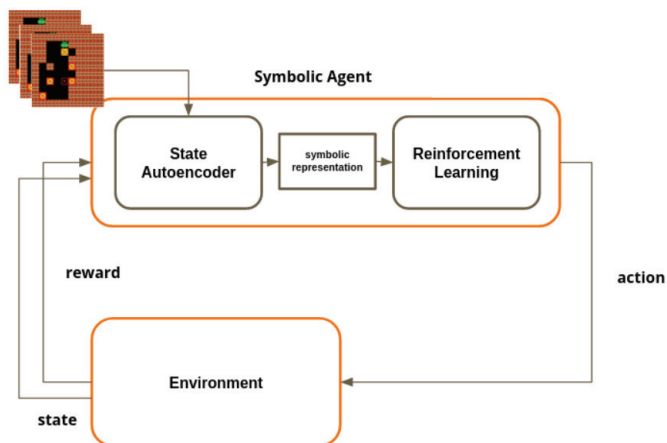 Symbolic Agent
State
Autoencoder
symbolic
representation
Reinforcement
Learning
reward
action
Environment
state